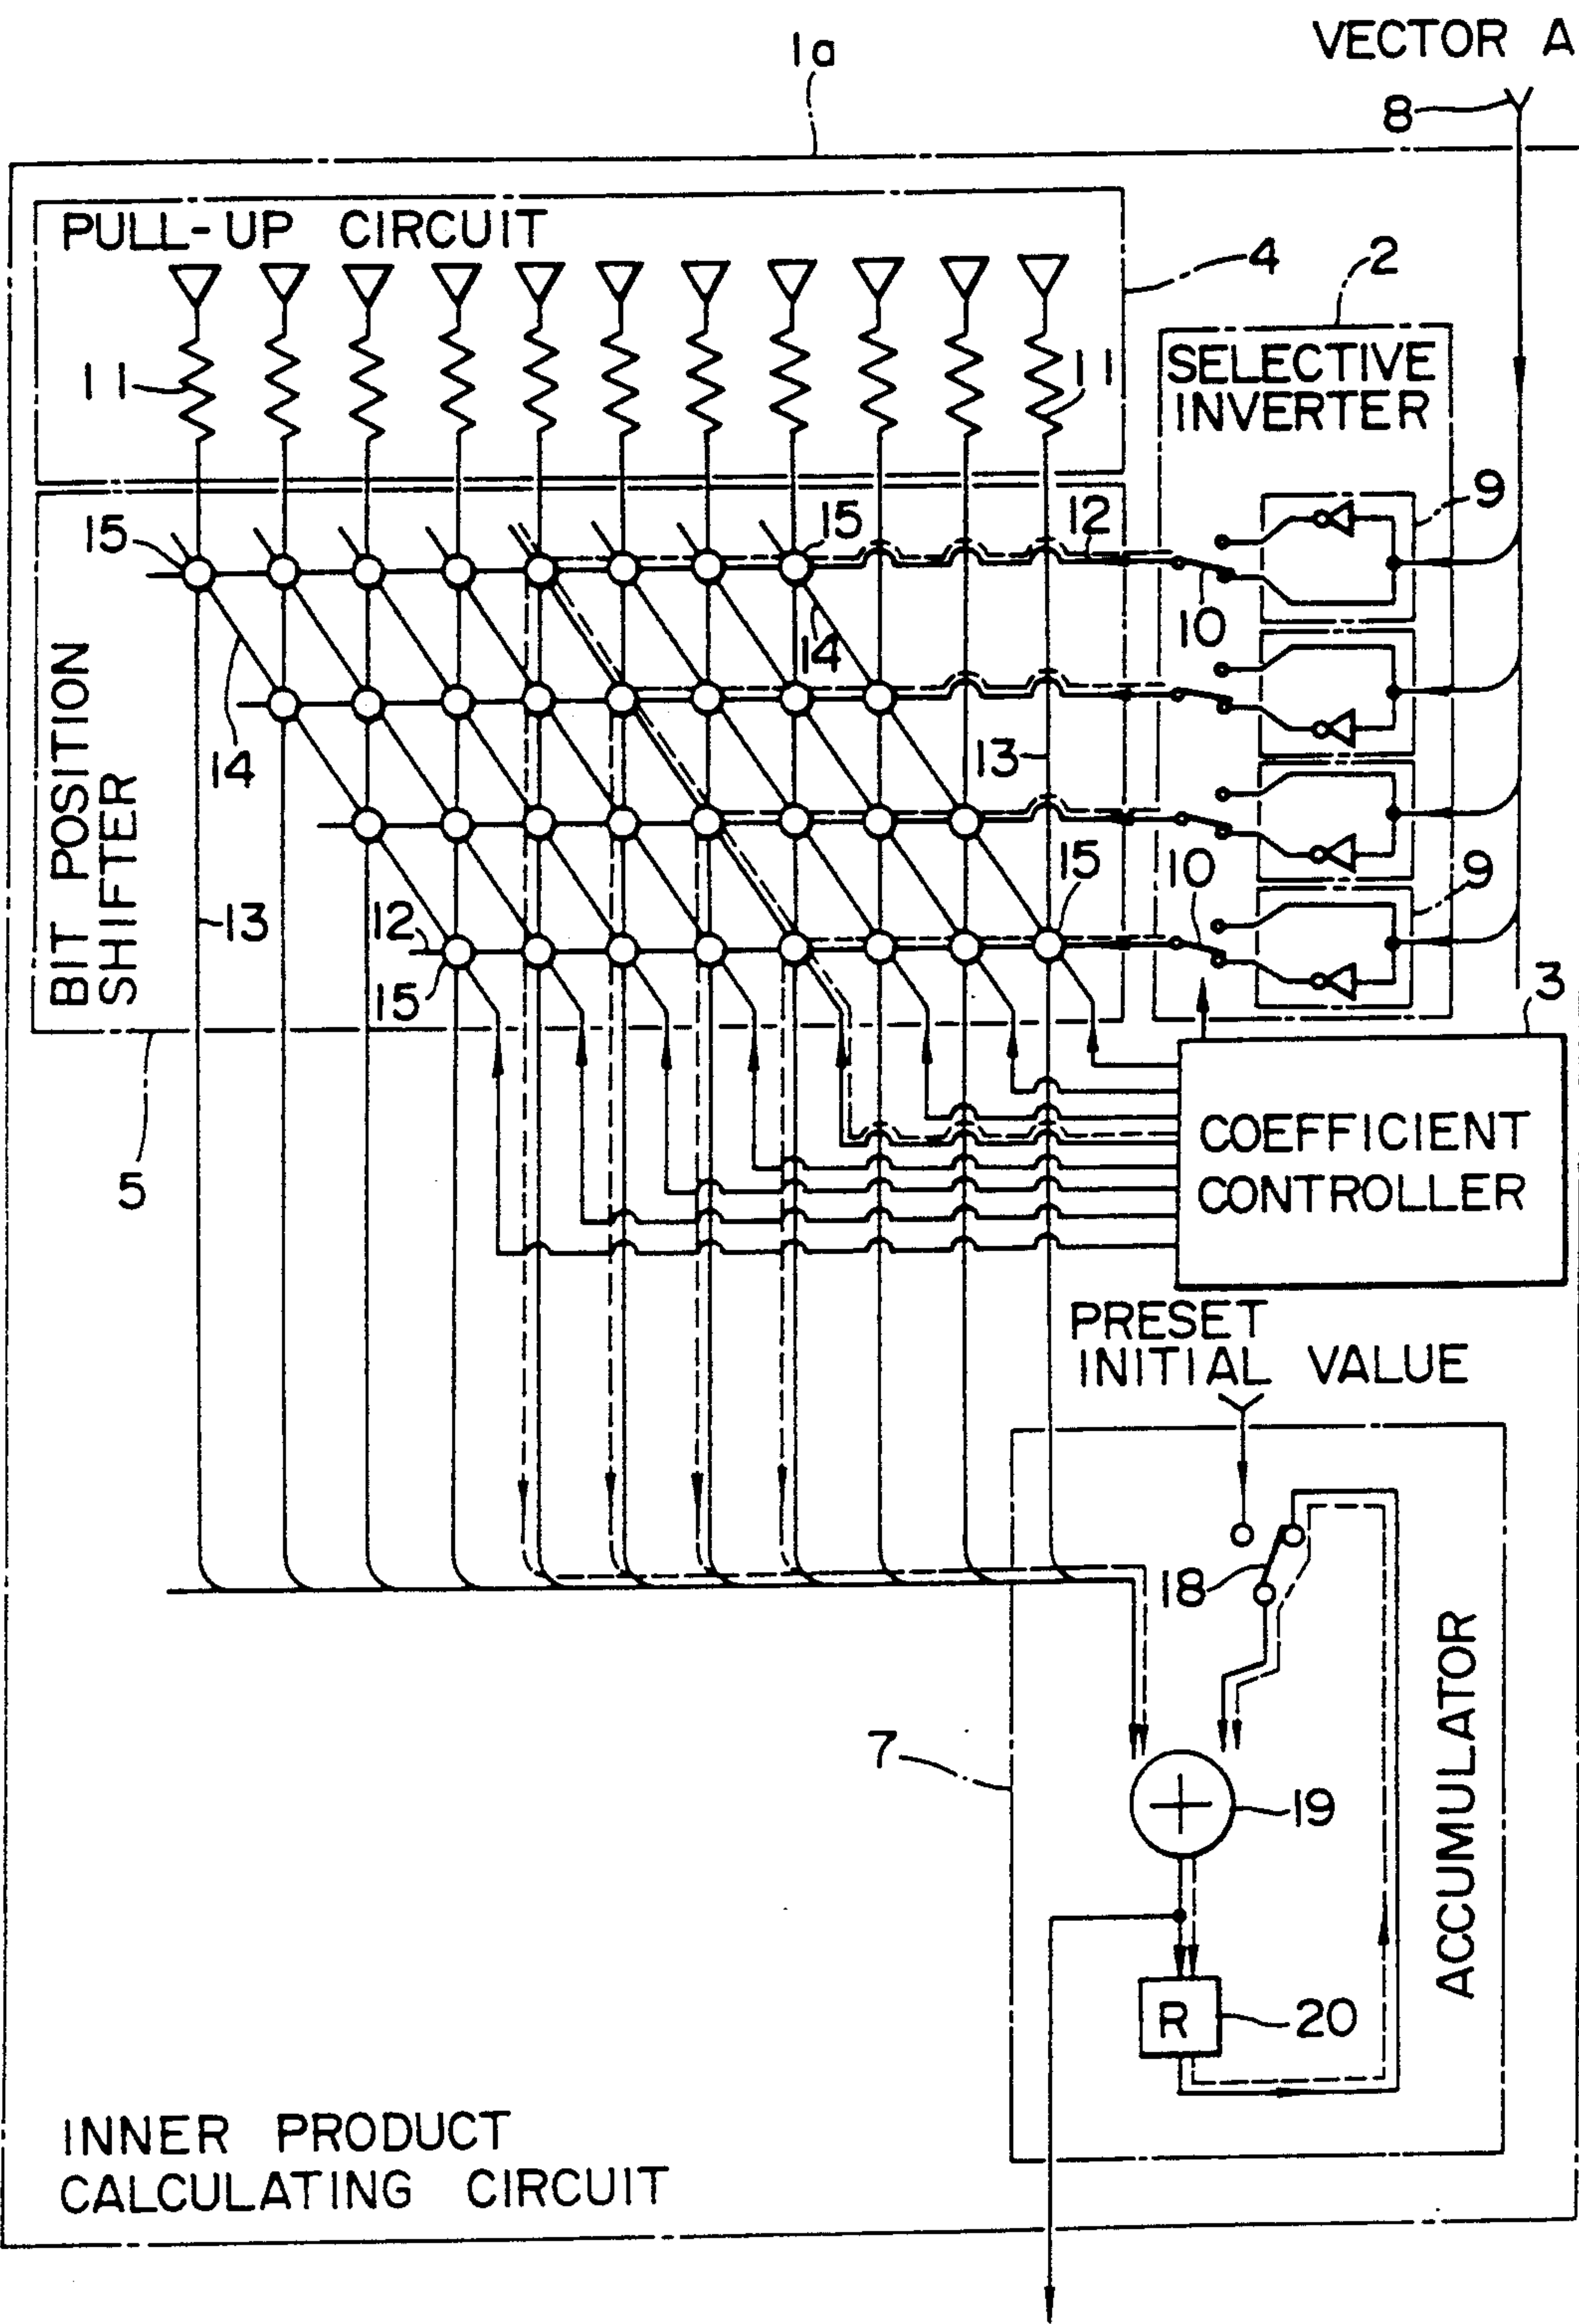 VECTOR A
1a
8
PULL-UP CIRCUIT
4
2
11
11
SELECTIVE
INVERTER
9
15
15
12
10
14
14
BIT POSITION
SHIFTER
13
13
15
10
9
12
15
3
5
COEFFICIENT
CONTROLLER
PRESET
INITIAL VALUE
18
7
19
ACCUMULATOR
R
20
INNER PRODUCT
CALCULATING CIRCUIT